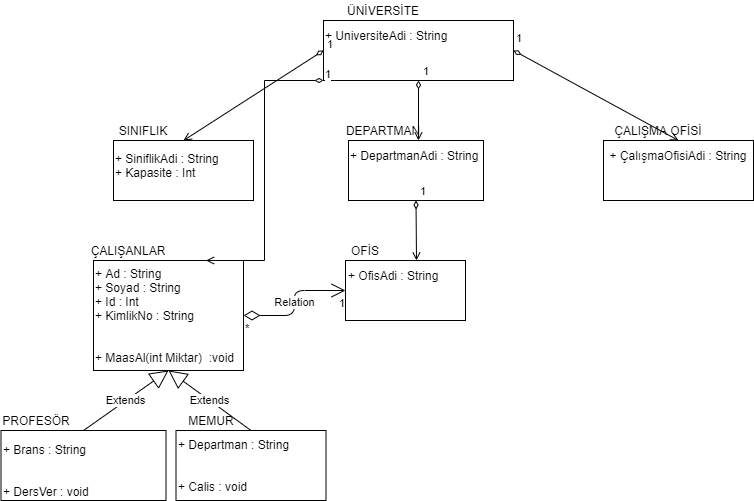 ÜNİVERSİTE
+ UniversiteAdi : String
1
1
1
1
SINIFLIK
+ SiniflikAdi : String
+ Kapasite : Int
DEPARTMAN
+ DepartmanAdi : String
1
ÇALIŞMA OFİSİ
+ ÇalışmaOfisiAdi : String
ÇALIŞANLAR
+ Ad : String
+ Soyad : String
+ Id : Int
+ KimlikNo : String
+ MaasAl(int Miktar) :void
OFİS
+ OfisAdi : String
Relation
1
*
Extends
Extends
PROFESÖR
+ Brans : String
+ DersVer : void
MEMUR
+ Departman : String
+ Calis : void